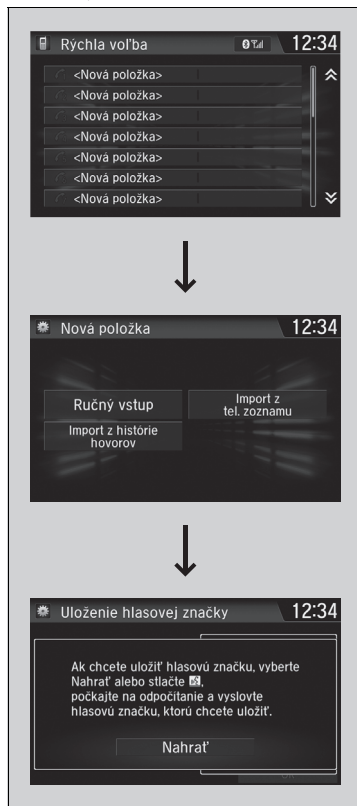 Rýchla voľba
12:34
<Nová položka>
<Nová položka>
<Nová položka>
<Nová položka>
<Nová položka>
<Nová položka>
<Nová položka>
Nová položka
12:34
Ručný vstup
Import z
tel. zoznamu
Import z histórie
hovorov
Uloženie hlasovej značky
12:34
Ak chcete uložiť hlasovú značku, vyberte
Nahrať alebo stlačte ,
počkajte na odpočítanie a vyslovte
hlasovú značku, ktorú chcete uložiť.
Nahrať